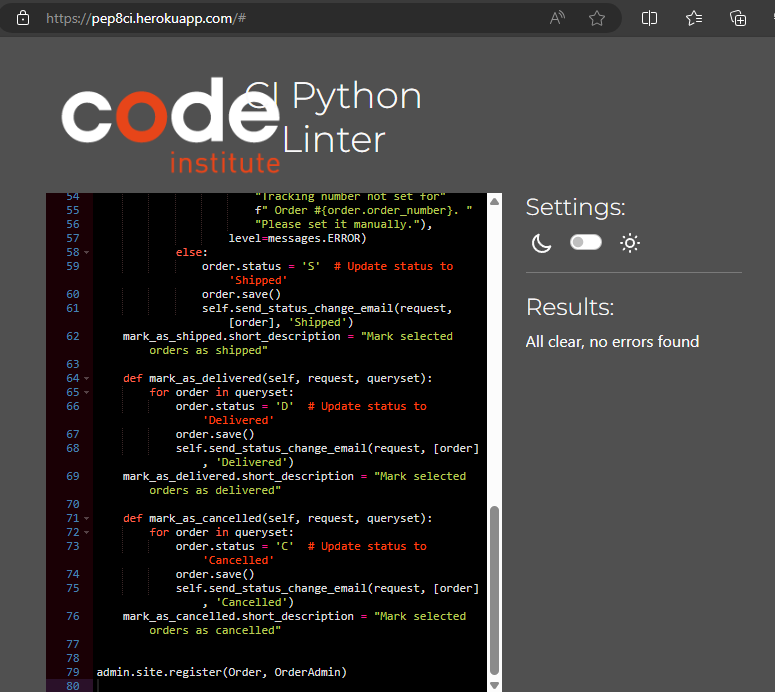 https://pep8ci.herokuapp.com/#
code
institute
CI Python
Linter
54 "Tracking number not set for"
55 f" Order #{order.order_number}. "
56 "Please set it manually."),
57 level=messages.ERROR)
58 else:
59 order.status = 'S'  # Update status to
'Shipped'
60 order.save()
61 self.send_status_change_email(request,
[order], 'Shipped')
62 mark_as_shipped.short_description = "Mark selected
orders as shipped"
63
64 def mark_as_delivered(self, request, queryset):
65 for order in queryset:
66 order.status = 'D'  # Update status to
'Delivered'
67 order.save()
68 self.send_status_change_email(request, [order]
, 'Delivered')
69 mark_as_delivered.short_description = "Mark selected
orders as delivered"
70
71 def mark_as_cancelled(self, request, queryset):
72 for order in queryset:
73 order.status = 'C'  # Update status to
'Cancelled'
74 order.save()
75 self.send_status_change_email(request, [order]
, 'Cancelled')
76 mark_as_cancelled.short_description = "Mark selected
orders as cancelled"
77
78
79 admin.site.register(Order, OrderAdmin)
80
Settings:
Results:
All clear, no errors found